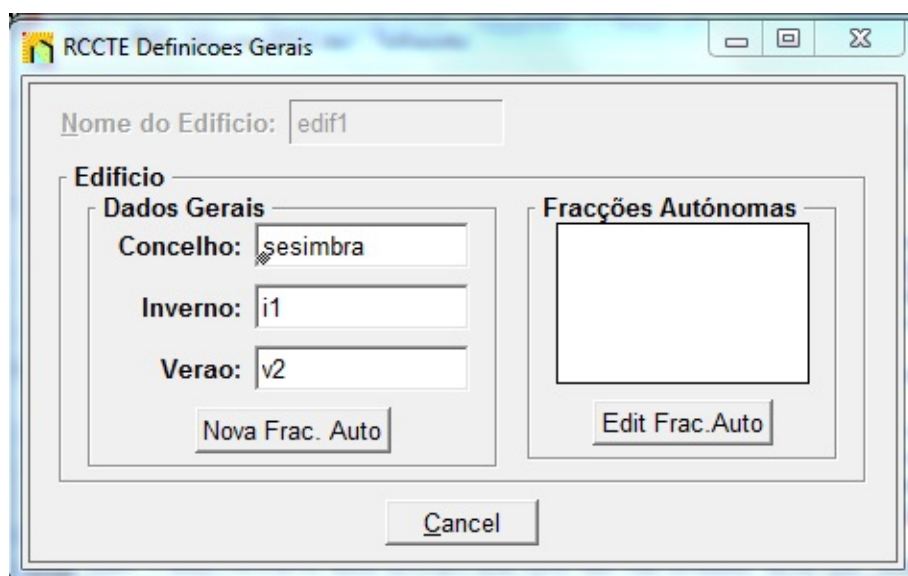 RCCTE Definicoes Gerais
Nome do Edificio: edif1
Edificio
Dados Gerais
Concelho: sesimbra
Inverno: i1
Verao: v2
Nova Frac. Auto
Fracções Autónomas
Edit Frac.Auto
Cancel